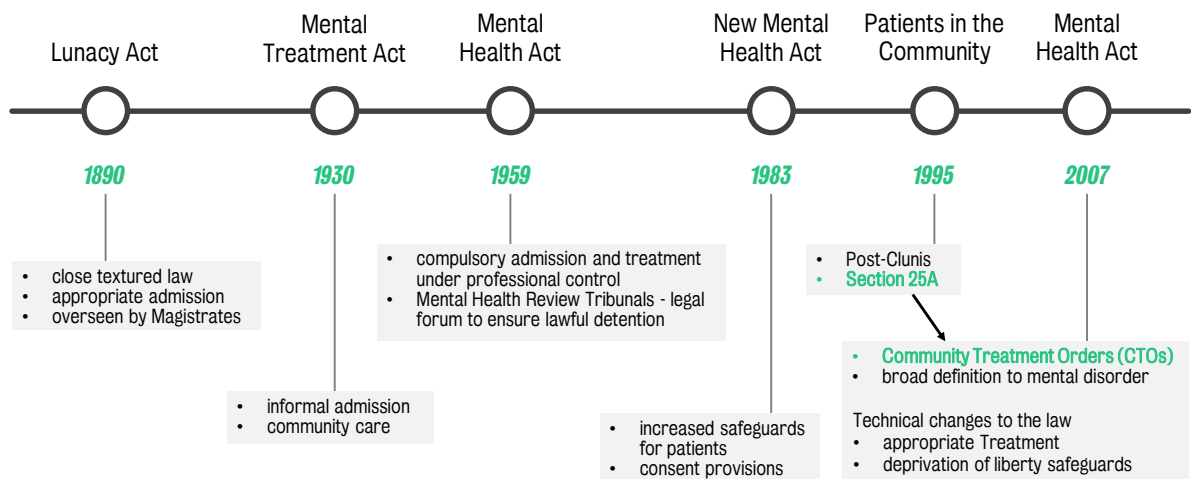 Lunacy Act
Mental
Treatment Act
Mental
Health Act
New Mental
Health Act
Patients in the
Community
Mental
Health Act
1890
1930
1959
1983
1995
2007
• close textured law
• appropriate admission
• overseen by Magistrates
• informal admission
• community care
• compulsory admission and treatment
under professional control
• Mental Health Review Tribunals - legal
forum to ensure lawful detention
• increased safeguards
for patients
• consent provisions
• Post-Clunis
• Section 25A
• Community Treatment Orders (CTOs)
• broad definition to mental disorder
Technical changes to the law
• appropriate Treatment
• deprivation of liberty safeguards